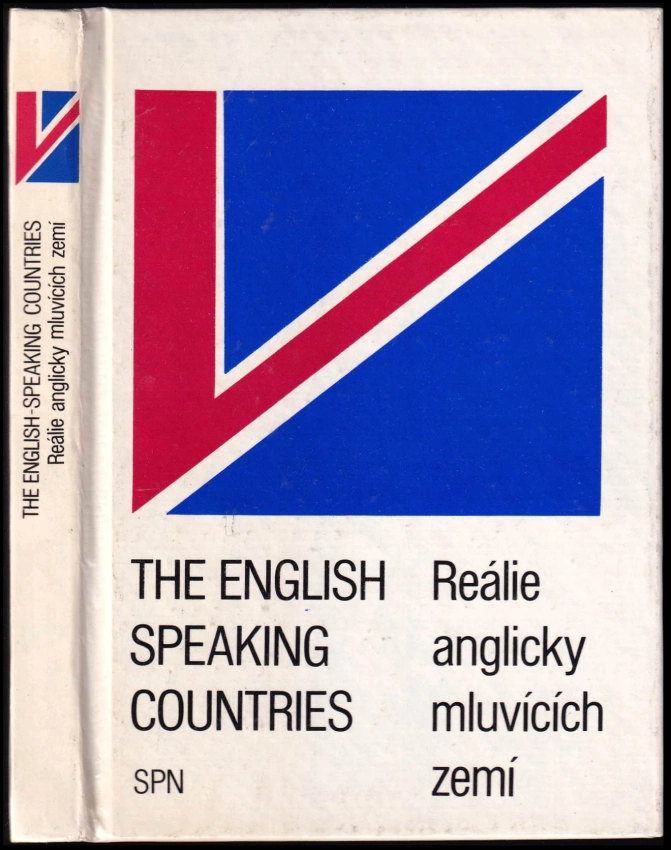 THE ENGLISH-SPEAKING COUNTRIES
Reálie anglicky mluvících zemí
THE ENGLISH
SPEAKING
COUNTRIES
SPN
Reálie
anglicky
mluvících
zemí